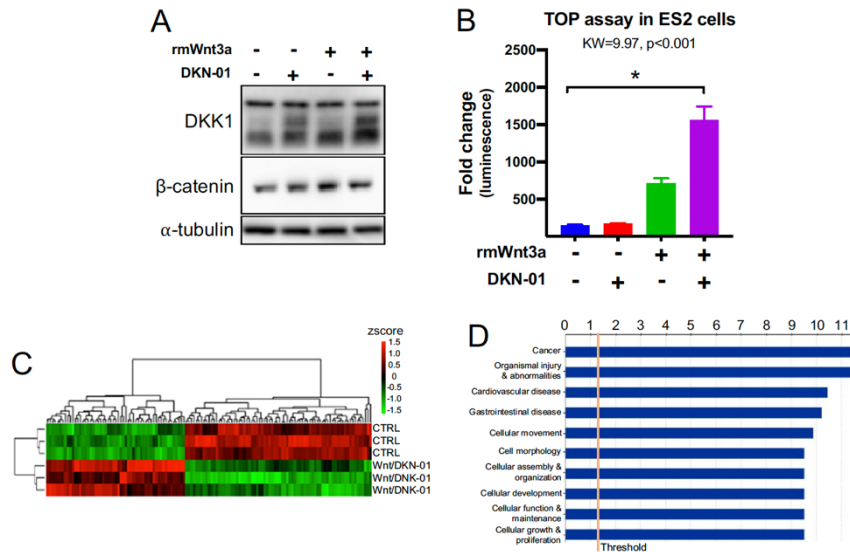 A
rmWnt3a - - + +
DKN-01 - + - +
DKK1
β-catenin
α-tubulin
B
TOP assay in ES2 cells
KW=9.97, p<0.001
*
Fold change
(luminescence)
2500
2000
1500
1000
500
rmWnt3a - - + +
DKN-01 - + - +
C
zscore
1.5
1
0.5
0
-0.5
-1
-1.5
CTRL
CTRL
CTRL
Wnt/DKN-01
Wnt/DNK-01
Wnt/DNK-01
D
0 1 2 3 4 5 6 7 8 9 10 11
Cancer
Organismal injury
& abnormalities
Cardiovascular disease
Gastrointestinal disease
Cellular movement
Cell morphology
Cellular assembly &
organization
Cellular development
Cellular function &
maintenance
Cellular growth &
proliferation
Threshold